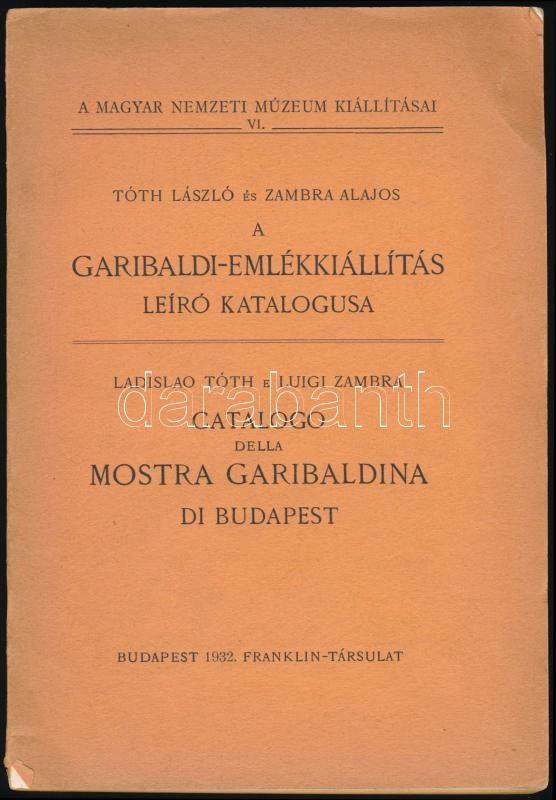 A MAGYAR NEMZETI MÚZEUM KIÁLLÍTÁSAI
VI.
TÓTH LÁSZLÓ ÉS ZAMBRA ALAJOS
A
GARIBALDI-EMLÉKKIÁLLÍTÁS
LEÍRÓ KATALOGUSA
LADISLAO TÓTH E LUIGI ZAMBRA
darabanth
CATALOGO
DELLA
MOSTRA GARIBALDINA
DI BUDAPEST
BUDAPEST 1932. FRANKLIN-TÁRSULAT